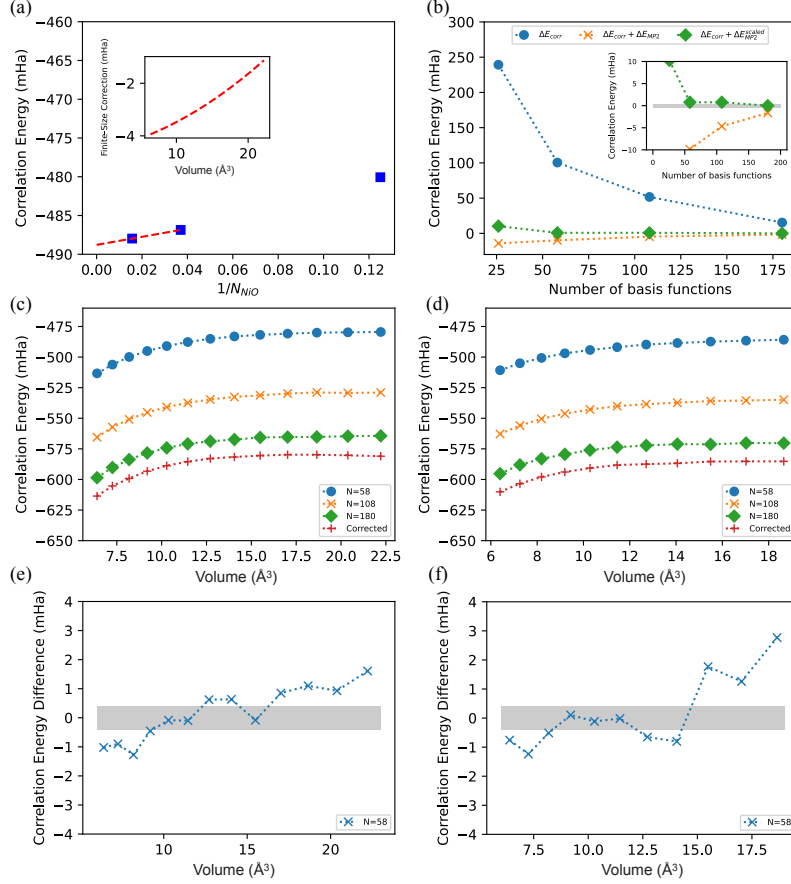 (a)
−460
−465
−470
−475
−480
−485
−490
Correlation Energy (mHa)
0.00 0.02 0.04 0.06 0.08 0.10 0.12
1/N_NiO
Finite-Size Correction (mHa)
−2
−4
10 20
Volume (Å³)
(b)
300
250
200
150
100
50
0
Correlation Energy (mHa)
25 50 75 100 125 150 175
Number of basis functions
ΔE_corr ΔE_corr + ΔE_MP2 ΔE_corr + ΔE_MP2^scaled
10
5
0
−5
−10
Correlation Energy (mHa)
0 50 100 150 200
Number of basis functions
(c)
−475
−500
−525
−550
−575
−600
−625
−650
Correlation Energy (mHa)
N=58
N=108
N=180
Corrected
7.5 10.0 12.5 15.0 17.5 20.0 22.5
Volume (Å³)
(d)
−475
−500
−525
−550
−575
−600
−625
−650
Correlation Energy (mHa)
N=58
N=108
N=180
Corrected
6 8 10 12 14 16 18
Volume (Å³)
(e)
4
3
2
1
0
−1
−2
−3
−4
Correlation Energy Difference (mHa)
N=58
10 15 20
Volume (Å³)
(f)
4
3
2
1
0
−1
−2
−3
−4
Correlation Energy Difference (mHa)
N=58
7.5 10.0 12.5 15.0 17.5
Volume (Å³)